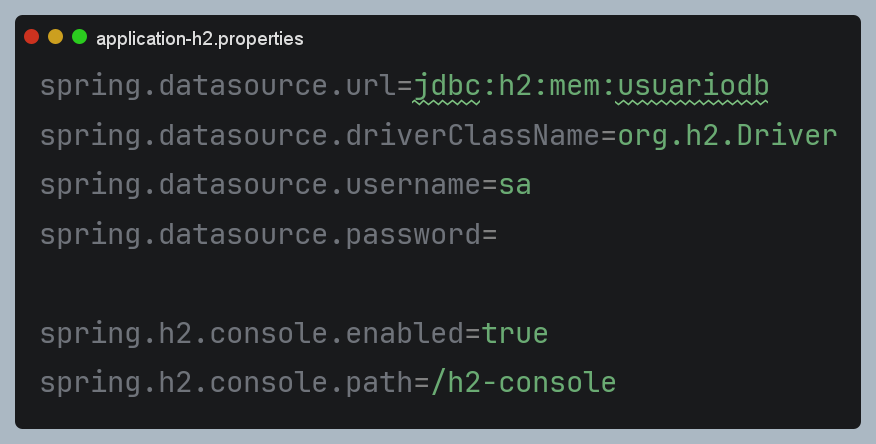 application-h2.properties
spring.datasource.url=jdbc:h2:mem:usuariodb
spring.datasource.driverClassName=org.h2.Driver
spring.datasource.username=sa
spring.datasource.password=
spring.h2.console.enabled=true
spring.h2.console.path=/h2-console